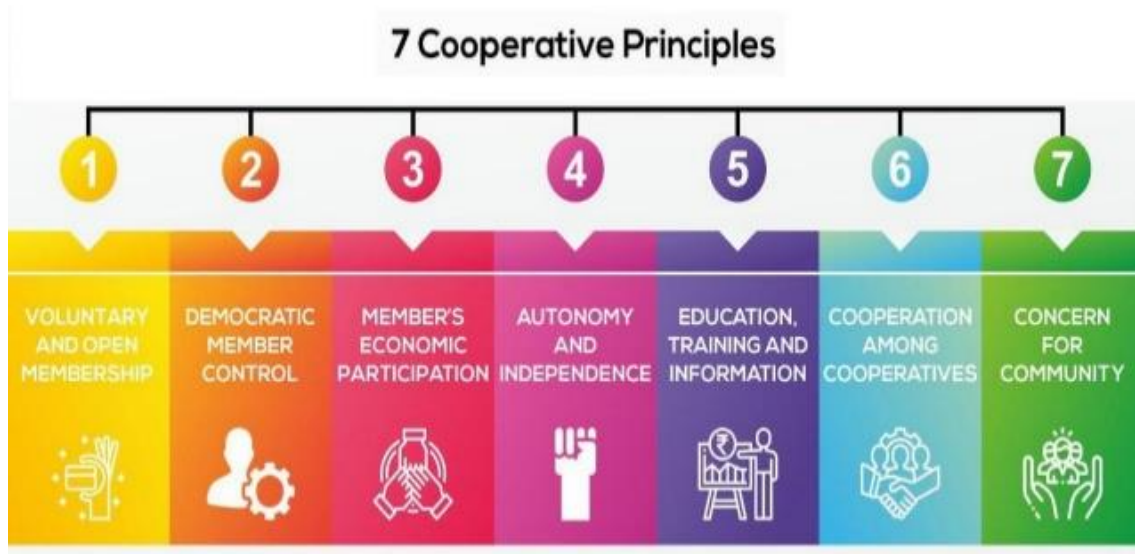 7 Cooperative Principles
1
2
3
4
5
6
7
VOLUNTARY
AND OPEN
MEMBERSHIP
DEMOCRATIC
MEMBER
CONTROL
MEMBER'S
ECONOMIC
PARTICIPATION
AUTONOMY
AND
INDEPENDENCE
EDUCATION,
TRAINING AND
INFORMATION
COOPERATION
AMONG
COOPERATIVES
CONCERN
FOR
COMMUNITY
₹